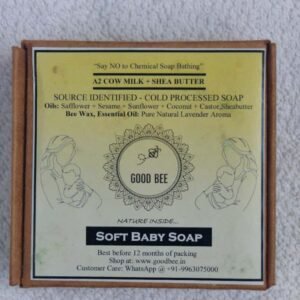 "Say NO to Chemical Soap Bathing"
A2 COW MILK + SHEA BUTTER
SOURCE IDENTIFIED - COLD PROCESSED SOAP
Oils: Safflower + Sesame + Sunflower + Coconut + Castor,Sheabutter
Bee Wax, Essential Oil: Pure Natural Lavender Aroma
GOOD BEE
NATURE INSIDE...
SOFT BABY SOAP
Best before 12 months of packing
Shop at: www.goodbee.in
Customer Care: WhatsApp @ +91-9963075000